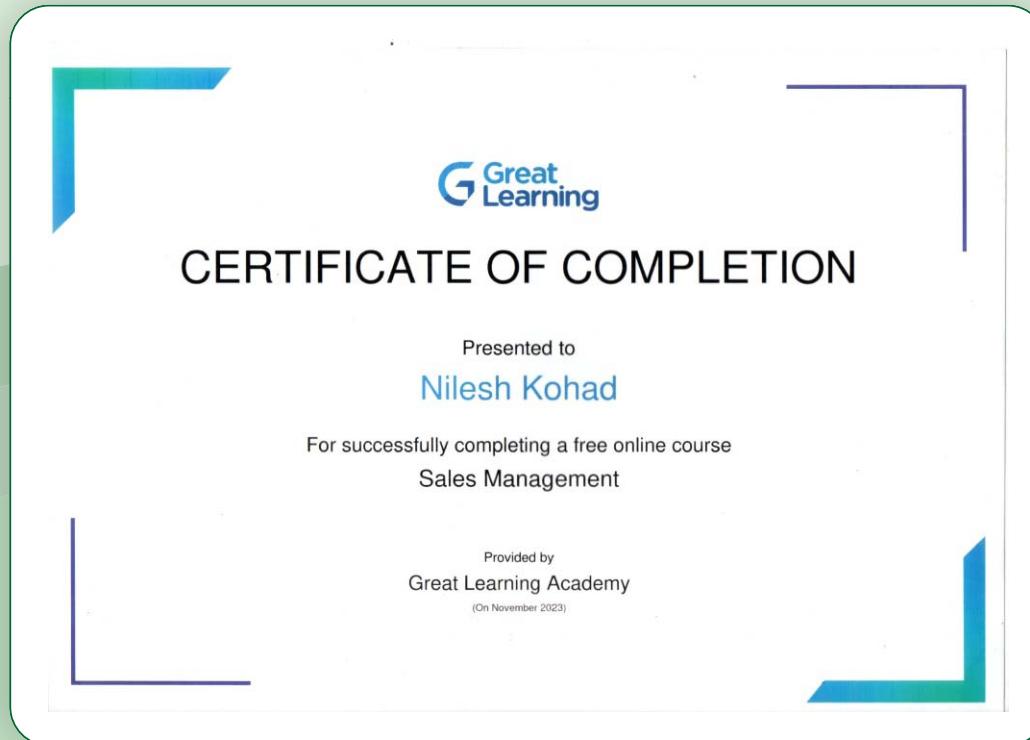 Great
Learning
CERTIFICATE OF COMPLETION
Presented to
Nilesh Kohad
For successfully completing a free online course
Sales Management
Provided by
Great Learning Academy
(On November 2023)